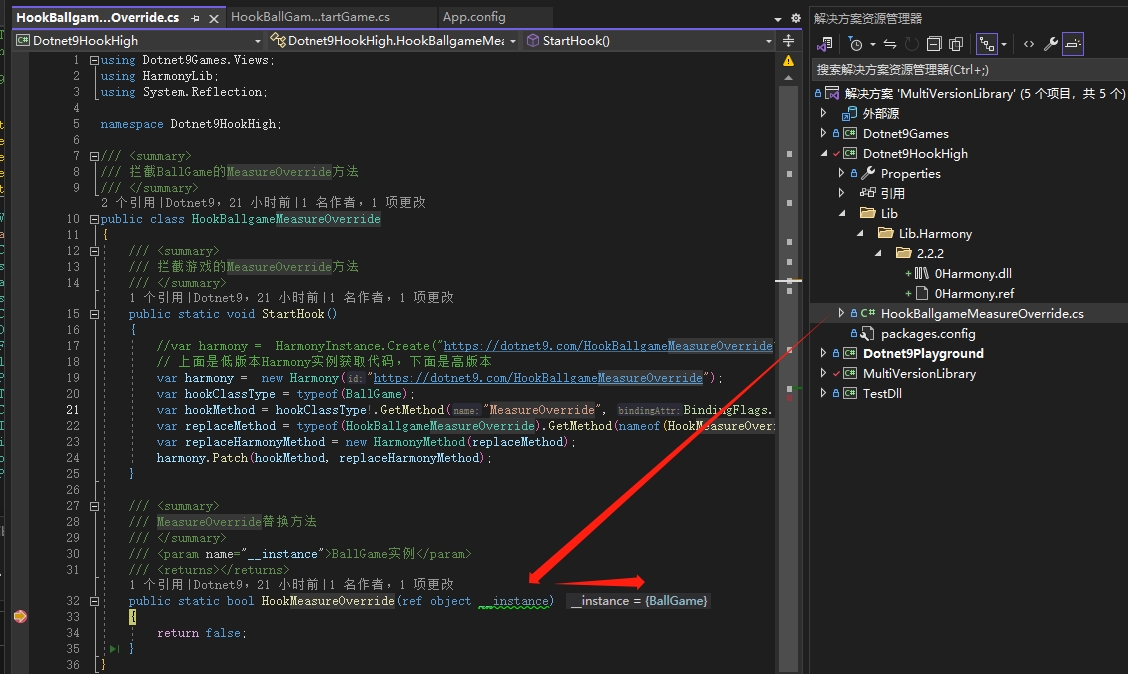 HookBallgam...Override.cs
HookBallGam...tartGame.cs
App.config
Dotnet9HookHigh
Dotnet9HookHigh.HookBallgameMea
StartHook()
1 using Dotnet9Games.Views;
2 using HarmonyLib;
3 using System.Reflection;
4
5 namespace Dotnet9HookHigh;
6
7 /// <summary>
8 /// 拦截BallGame的MeasureOverride方法
9 /// </summary>
2 个引用|Dotnet9，21 小时前|1 名作者，1 项更改
10 public class HookBallgameMeasureOverride
11 {
12 /// <summary>
13 /// 拦截游戏的MeasureOverride方法
14 /// </summary>
1 个引用|Dotnet9，21 小时前|1 名作者，1 项更改
15 public static void StartHook()
16 {
17 //var harmony =  HarmonyInstance.Create("https://dotnet9.com/HookBallgameMeasureOverride
18 // 上面是低版本Harmony实例获取代码，下面是高版本
19 var harmony =  new Harmony(id:"https://dotnet9.com/HookBallgameMeasureOverride");
20 var hookClassType = typeof(BallGame);
21 var hookMethod = hookClassType!.GetMethod(name:"MeasureOverride", bindingAttr:BindingFlags.
22 var replaceMethod = typeof(HookBallgameMeasureOverride).GetMethod(nameof(HookMeasureOver
23 var replaceHarmonyMethod = new HarmonyMethod(replaceMethod);
24 harmony.Patch(hookMethod, replaceHarmonyMethod);
25 }
26
27 /// <summary>
28 /// MeasureOverride替换方法
29 /// </summary>
30 /// <param name="__instance">BallGame实例</param>
31 /// <returns></returns>
1 个引用|Dotnet9，21 小时前|1 名作者，1 项更改
32 public static bool HookMeasureOverride(ref object __instance) __instance = {BallGame}
33 {
34 return false;
35 }
36 }
解决方案资源管理器
搜索解决方案资源管理器(Ctrl+;)
解决方案 'MultiVersionLibrary' (5 个项目，共 5 个)
外部源
Dotnet9Games
Dotnet9HookHigh
Properties
引用
Lib
Lib.Harmony
2.2.2
0Harmony.dll
0Harmony.ref
HookBallgameMeasureOverride.cs
packages.config
Dotnet9Playground
MultiVersionLibrary
TestDll